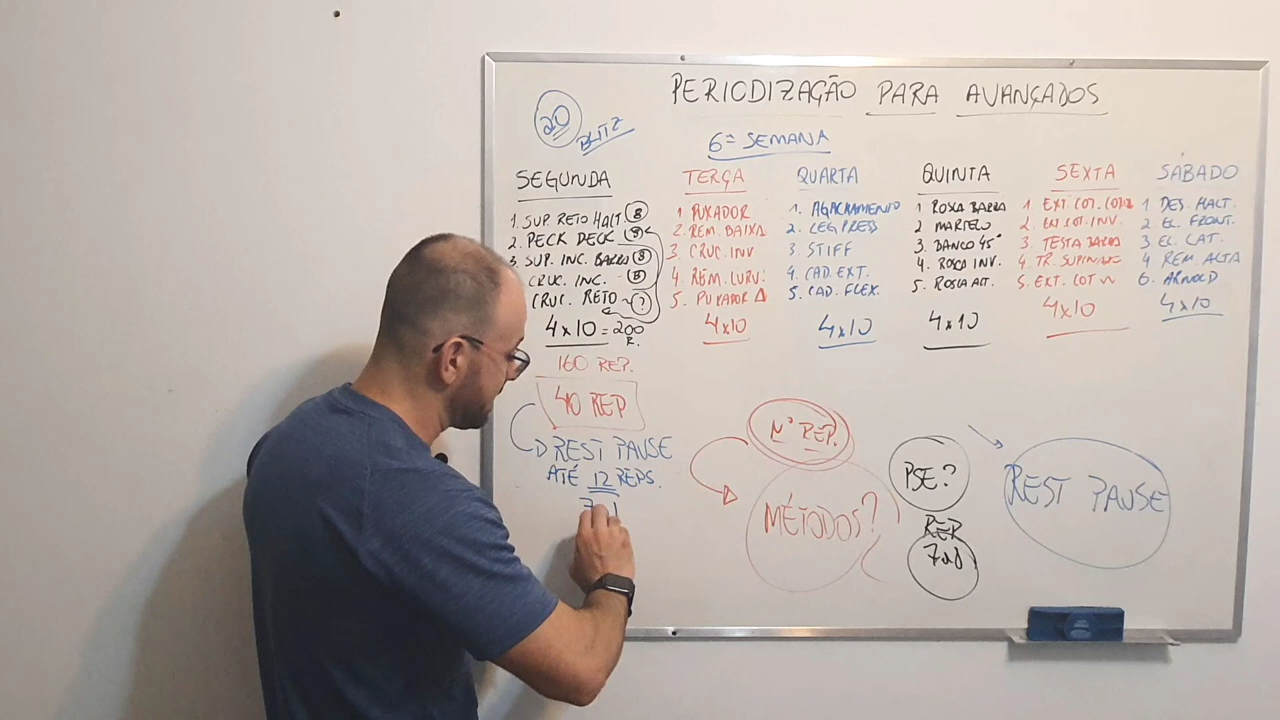 PERIODIZAÇÃO PARA AVANÇADOS
20
BLITZ
6ª SEMANA
SEGUNDA
1. SUP. RETO HALT. 8
2. PECK DECK 9
3. SUP. INC. BARRA 8
CRUC. INC. 8
CRUC. RETO 7
4x10 = 200 R.
160 REP.
40 REP
REST PAUSE
ATÉ 12 REPS.
TERÇA
1 PUXADOR
2. REM. BAIXA
3 CRUC. INV
4. REM. CURV.
5. PUXADOR Δ
4x10
QUARTA
1. AGACHAMENTO
2. LEG PRESS
3. STIFF
4. CAD. EXT.
5. CAD. FLEX.
4x10
QUINTA
1 ROSCA BARRA
2. MARTELO
3. BANCO 45°
4. ROSCA INV.
5. ROSCA ALT.
4x10
SEXTA
1. EXT. COT. CORDA
2. EXT. COT. INV.
3. TESTA BARRA
4. TR. SUPINADO
5. EXT. COT
4x10
SÁBADO
1 DES. HALT.
2. EL. FRONT.
3 EL. LAT.
4 REM. ALTA
6. ARNOLD
4x10
Nº REP.
MÉTODOS?
PSE?
REP
7 a 8
REST PAUSE